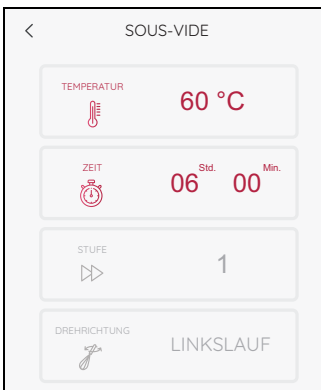 SOUS-VIDE
TEMPERATUR
60 °C
ZEIT
06 Std. 00 Min.
STUFE
1
DREHRICHTUNG
LINKSLAUF